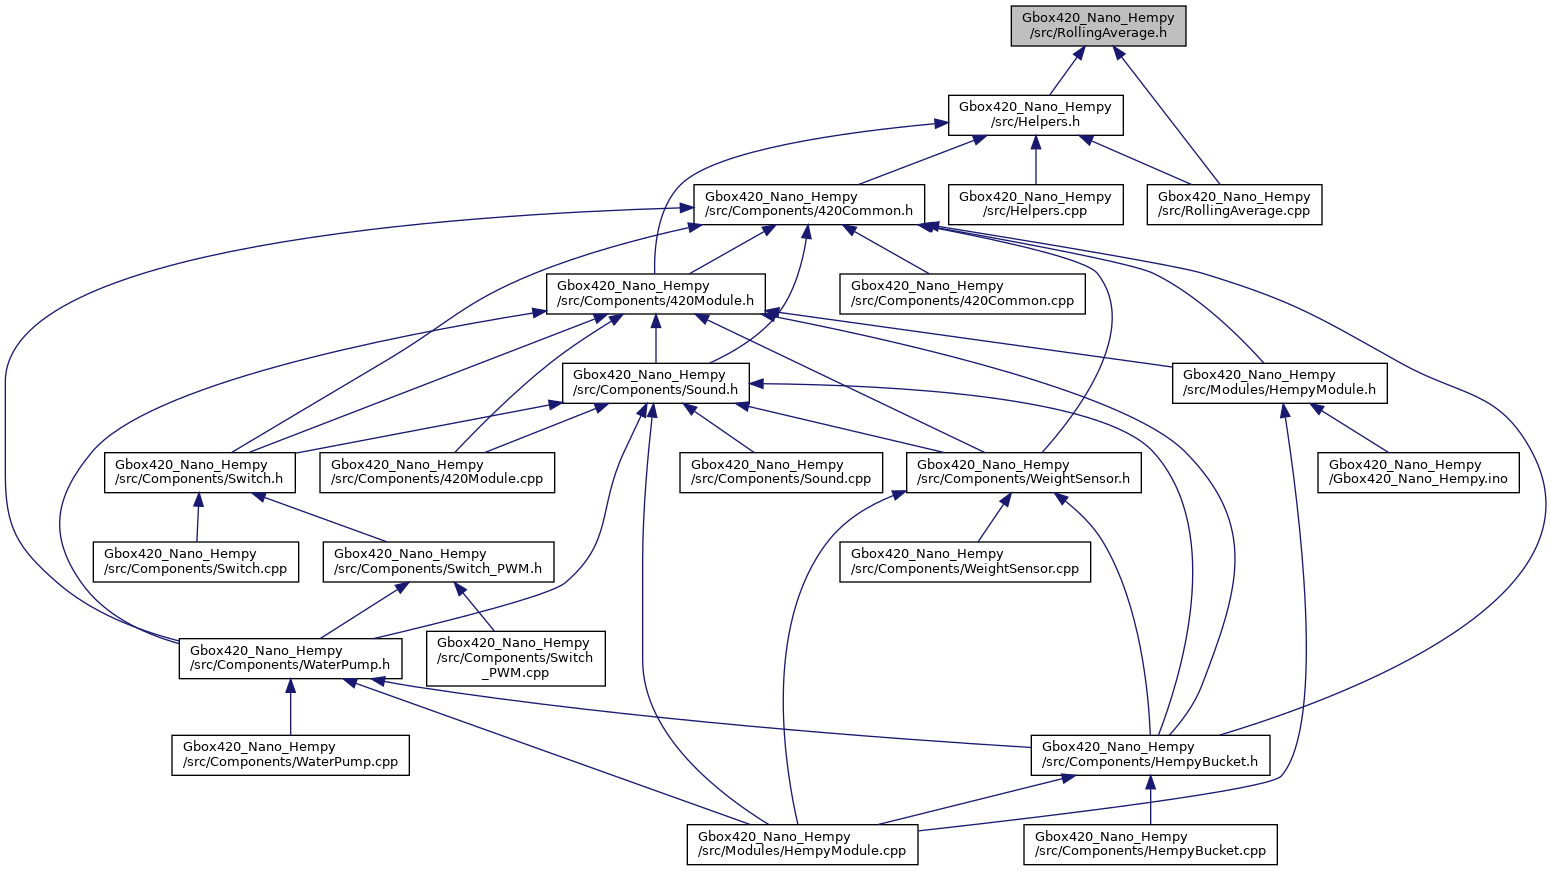 Gbox420_Nano_Hempy
/src/RollingAverage.h
Gbox420_Nano_Hempy
/src/Helpers.h
Gbox420_Nano_Hempy
/src/Components/420Common.h
Gbox420_Nano_Hempy
/src/Helpers.cpp
Gbox420_Nano_Hempy
/src/RollingAverage.cpp
Gbox420_Nano_Hempy
/src/Components/420Module.h
Gbox420_Nano_Hempy
/src/Components/420Common.cpp
Gbox420_Nano_Hempy
/src/Components/Sound.h
Gbox420_Nano_Hempy
/src/Modules/HempyModule.h
Gbox420_Nano_Hempy
/src/Components/Switch.h
Gbox420_Nano_Hempy
/src/Components/420Module.cpp
Gbox420_Nano_Hempy
/src/Components/Sound.cpp
Gbox420_Nano_Hempy
/src/Components/WeightSensor.h
Gbox420_Nano_Hempy
/Gbox420_Nano_Hempy.ino
Gbox420_Nano_Hempy
/src/Components/Switch.cpp
Gbox420_Nano_Hempy
/src/Components/Switch_PWM.h
Gbox420_Nano_Hempy
/src/Components/WeightSensor.cpp
Gbox420_Nano_Hempy
/src/Components/WaterPump.h
Gbox420_Nano_Hempy
/src/Components/Switch
_PWM.cpp
Gbox420_Nano_Hempy
/src/Components/WaterPump.cpp
Gbox420_Nano_Hempy
/src/Components/HempyBucket.h
Gbox420_Nano_Hempy
/src/Modules/HempyModule.cpp
Gbox420_Nano_Hempy
/src/Components/HempyBucket.cpp